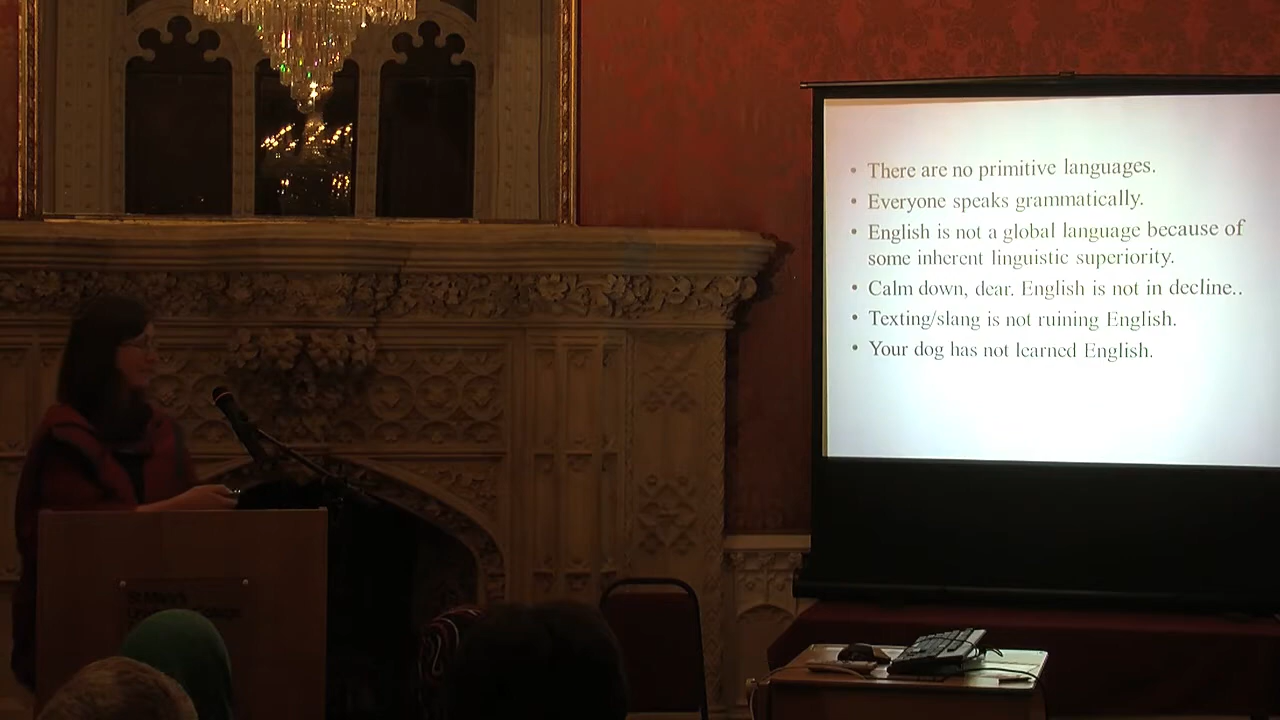 • There are no primitive languages.
• Everyone speaks grammatically.
• English is not a global language because of
some inherent linguistic superiority.
• Calm down, dear. English is not in decline..
• Texting/slang is not ruining English.
• Your dog has not learned English.
St Mary's